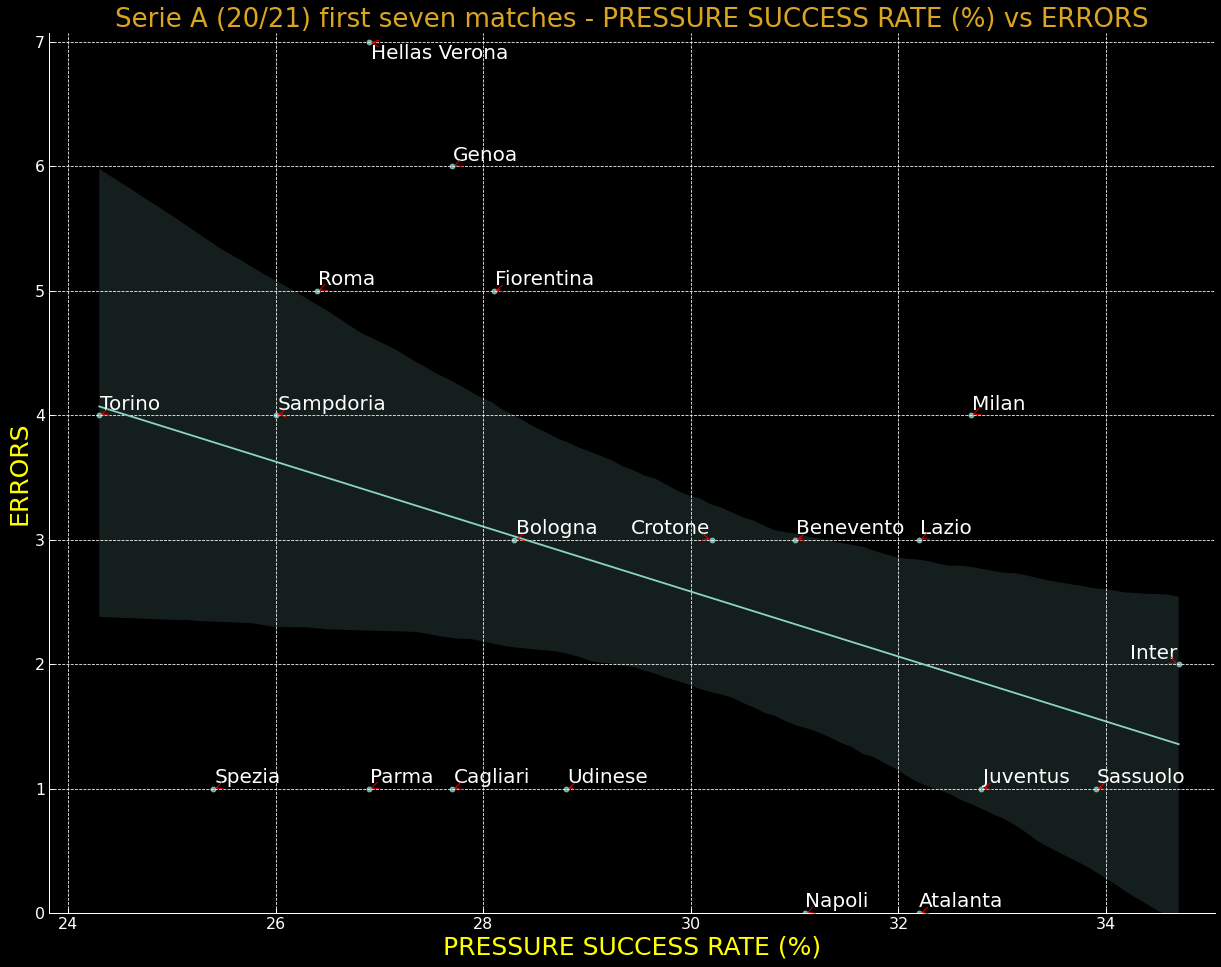 Serie A (20/21) first seven matches - PRESSURE SUCCESS RATE (%) vs ERRORS
7
Hellas Verona
Genoa
6
Roma
Fiorentina
5
Torino
Sampdoria
Milan
4
ERRORS
Bologna
Crotone
Benevento
Lazio
3
Inter
2
Spezia
Parma
Cagliari
Udinese
Juventus
Sassuolo
1
Napoli
Atalanta
0
24
26
28
30
32
34
PRESSURE SUCCESS RATE (%)